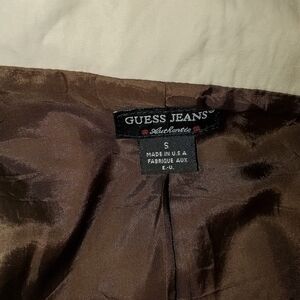 GUESS JEANS
Authentic
S
MADE IN U.S.A
FABRIQUE AUX
E.-U.